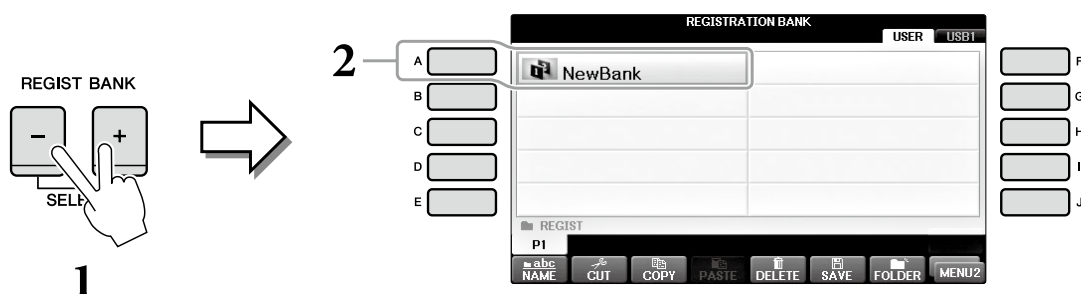 REGIST BANK
- +
1
2
A
B
C
D
E
REGISTRATION BANK
USER USB1
NewBank
REGIST
P1
abc
NAME CUT COPY PASTE DELETE SAVE FOLDER MENU2
F
G
H
I
J